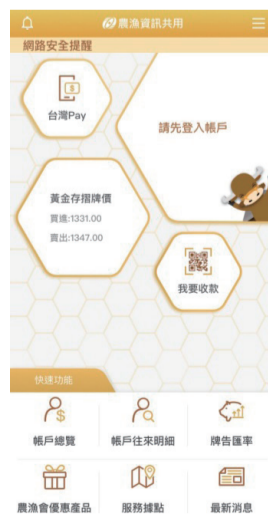 農漁資訊共用
網路安全提醒
台灣Pay
請先登入帳戶
黃金存摺牌價
買進:1331.00
賣出:1347.00
我要收款
快速功能
帳戶總覽 帳戶往來明細 牌告匯率
農漁會優惠產品 服務據點 最新消息